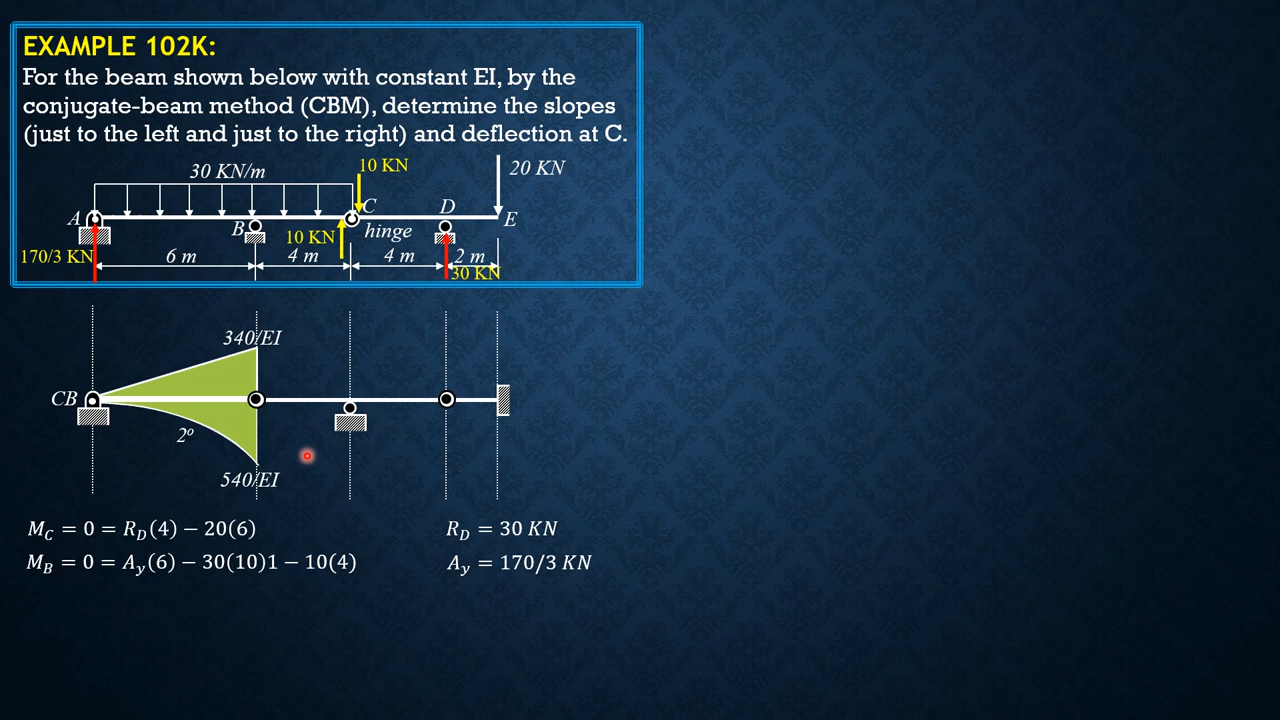 EXAMPLE 102K:
For the beam shown below with constant EI, by the
conjugate-beam method (CBM), determine the slopes
(just to the left and just to the right) and deflection at C.
10 KN
20 KN
30 KN/m
A
C
D
E
B
hinge
10 KN
170/3 KN
6 m
4 m
4 m
2 m
30 KN
340/EI
CB
2º
540/EI
M_C = 0 = R_D(4) − 20(6)
R_D = 30 KN
M_B = 0 = A_y(6) − 30(10)1 − 10(4)
A_y = 170/3 KN